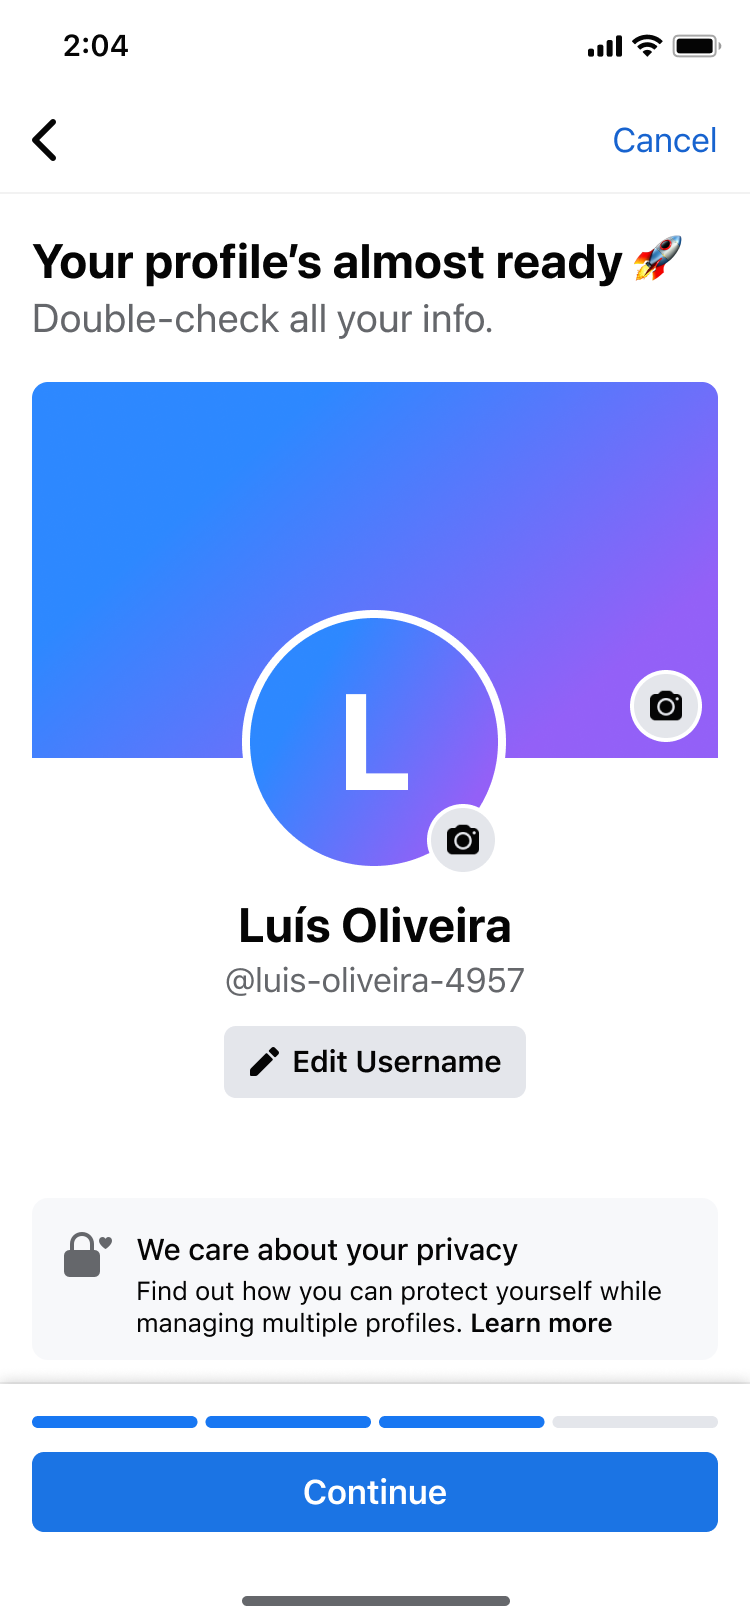 2:04
Cancel
Your profile’s almost ready 🚀
Double-check all your info.
L
Luís Oliveira
@luis-oliveira-4957
Edit Username
We care about your privacy
Find out how you can protect yourself while
managing multiple profiles. Learn more
Continue